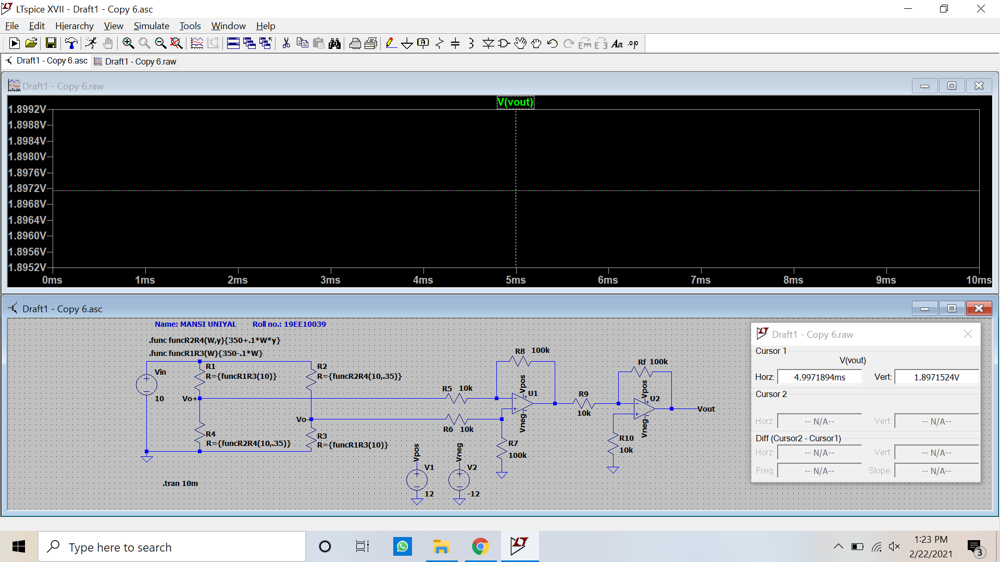 LTspice XVII - Draft1 - Copy 6.asc
File Edit Hierarchy View Simulate Tools Window Help
Draft1 - Copy 6.asc Draft1 - Copy 6.raw
Draft1 - Copy 6.raw
V(vout)
1.8992V
1.8988V
1.8984V
1.8980V
1.8976V
1.8972V
1.8968V
1.8964V
1.8960V
1.8956V
1.8952V
0ms 1ms 2ms 3ms 4ms 5ms 6ms 7ms 8ms 9ms 10ms
Draft1 - Copy 6.asc
Name: MANSI UNIYAL Roll no.: 19EE10039
.func funcR2R4(W,y){350+.1*W*y}
.func funcR1R3(W){350-.1*W}
Vin
10
R1
R={funcR1R3(10)}
R2
R={funcR2R4(10,.35)}
Vo+
Vo-
R4
R={funcR2R4(10,.35)}
R3
R={funcR1R3(10)}
.tran 10m
R5 10k
R6 10k
R8 100k
Vpos
U1
Vneg
R7
100k
R9
10k
Rf 100k
Vpos
U2
Vneg
R10
10k
Vout
Vpos
V1
12
Vneg
V2
-12
Draft1 - Copy 6.raw
Cursor 1
V(vout)
Horz: 4.9971894ms Vert: 1.8971524V
Cursor 2
Horz: -- N/A-- Vert: -- N/A--
Diff (Cursor2 - Cursor1)
Horz: -- N/A-- Vert: -- N/A--
Freq: -- N/A-- Slope: -- N/A--
Type here to search
1:23 PM
2/22/2021
3